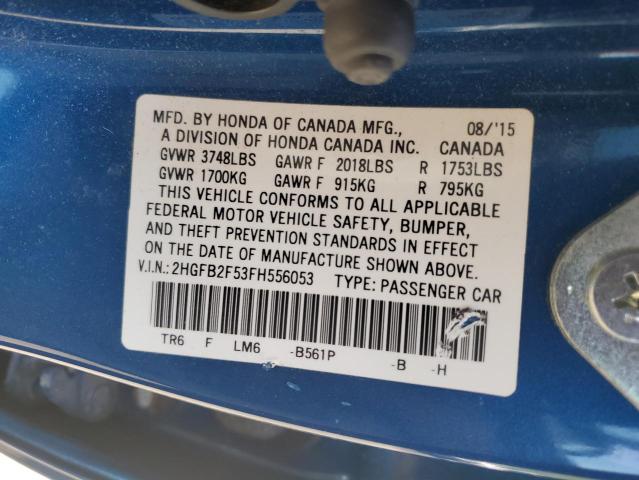 MFD. BY HONDA OF CANADA MFG., 08/'15
A DIVISION OF HONDA CANADA INC. CANADA
GVWR 3748LBS GAWR F 2018LBS R 1753LBS
GVWR 1700KG GAWR F 915KG R 795KG
THIS VEHICLE CONFORMS TO ALL APPLICABLE
FEDERAL MOTOR VEHICLE SAFETY, BUMPER,
AND THEFT PREVENTION STANDARDS IN EFFECT
ON THE DATE OF MANUFACTURE SHOWN ABOVE.
V.I.N.: 2HGFB2F53FH556053 TYPE: PASSENGER CAR
TR6 F LM6 -B561P -B -H